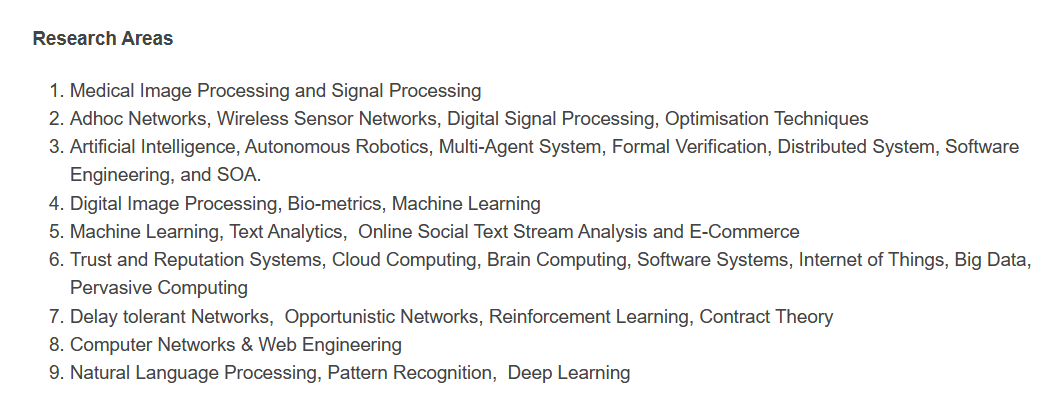 Research Areas
1. Medical Image Processing and Signal Processing
2. Adhoc Networks, Wireless Sensor Networks, Digital Signal Processing, Optimisation Techniques
3. Artificial Intelligence, Autonomous Robotics, Multi-Agent System, Formal Verification, Distributed System, Software
Engineering, and SOA.
4. Digital Image Processing, Bio-metrics, Machine Learning
5. Machine Learning, Text Analytics,  Online Social Text Stream Analysis and E-Commerce
6. Trust and Reputation Systems, Cloud Computing, Brain Computing, Software Systems, Internet of Things, Big Data,
Pervasive Computing
7. Delay tolerant Networks,  Opportunistic Networks, Reinforcement Learning, Contract Theory
8. Computer Networks & Web Engineering
9. Natural Language Processing, Pattern Recognition,  Deep Learning